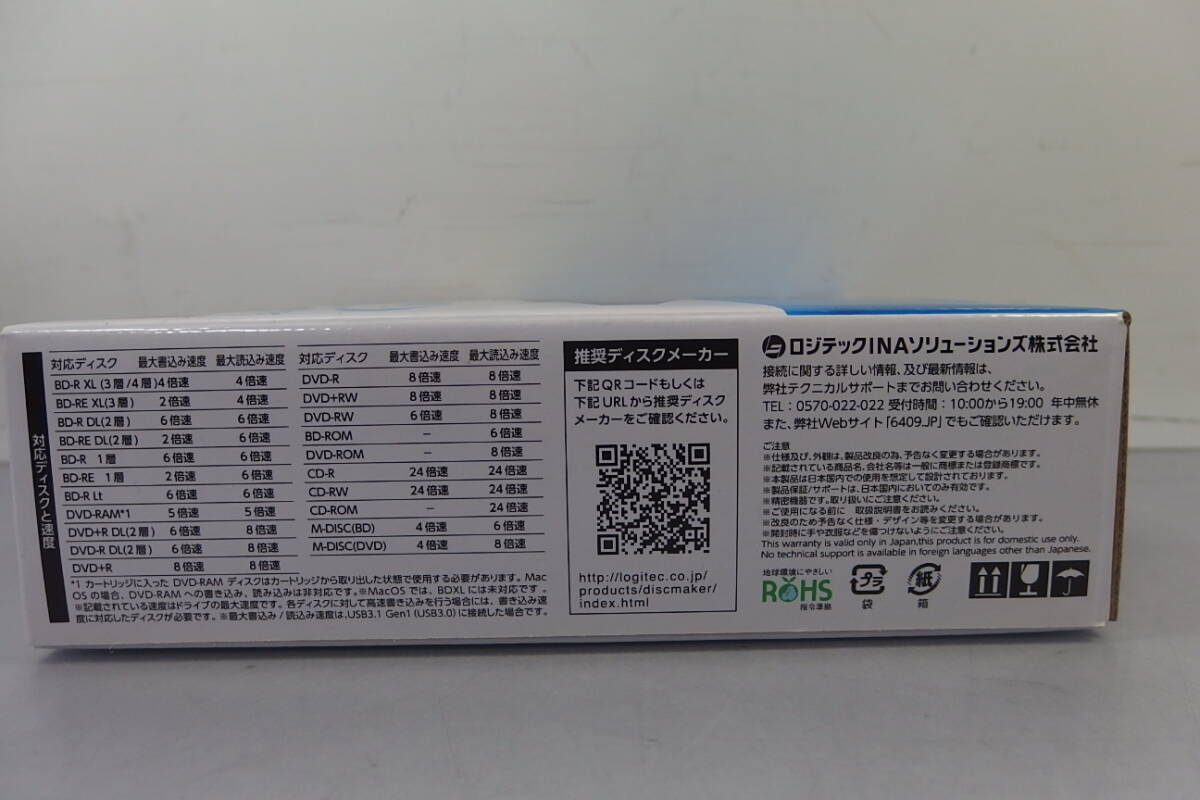 対応ディスクと速度
対応ディスク 最大書込み速度 最大読込み速度
BD-R XL (3層/4層) 4倍速 4倍速
BD-RE XL(3層) 2倍速 4倍速
BD-R DL(2層) 6倍速 6倍速
BD-RE DL(2層) 2倍速 6倍速
BD-R 1層 6倍速 6倍速
BD-RE 1層 2倍速 6倍速
BD-R Lt 6倍速 6倍速
DVD-RAM*1 5倍速 5倍速
DVD+R DL(2層) 6倍速 8倍速
DVD-R DL(2層) 6倍速 8倍速
DVD+R 8倍速 8倍速
対応ディスク 最大書込み速度 最大読込み速度
DVD-R 8倍速 8倍速
DVD+RW 8倍速 8倍速
DVD-RW 6倍速 8倍速
BD-ROM － 6倍速
DVD-ROM － 8倍速
CD-R 24倍速 24倍速
CD-RW 24倍速 24倍速
CD-ROM － 24倍速
M-DISC(BD) 4倍速 6倍速
M-DISC(DVD) 4倍速 8倍速
*1 カートリッジに入った DVD-RAM ディスクはカートリッジから取り出した状態で使用する必要があります。Mac
OS の場合、DVD-RAM への書き込み、読み込みは非対応です。※MacOS では、BDXL には未対応です。
※記載されている速度はドライブの最大速度です。各ディスクに対して高速書き込みを行う場合には、書き込み速
度に対応したディスクが必要です。※最大書込み/読込み速度は、USB3.1 Gen1 (USB3.0)に接続した場合です。
推奨ディスクメーカー
下記QRコードもしくは
下記URLから推奨ディスク
メーカーをご確認ください。
http://logitec.co.jp/
products/discmaker/
index.html
ロジテックINAソリューションズ株式会社
接続に関する詳しい情報、及び最新情報は、
弊社テクニカルサポートまでお問い合わせください。
TEL：0570-022-022 受付時間：10:00から19:00 年中無休
また、弊社Webサイト「6409.JP」でもご確認いただけます。
ご注意
※仕様及び、外観は、製品改良の為、予告なく変更する場合があります。
※記載されている商品名、会社名等は一般に商標または登録商標です。
※本製品は日本国内での使用を想定して設計されております。
※製品保証/サポートは、日本国内においてのみ有効です。
※精密機器です。取り扱いにご注意ください。
※ご使用になる前に 取扱説明書をお読みください。
※改良のため予告なく仕様・デザイン等を変更する場合があります。
※開封時に手や衣服などを傷つけないようにご注意ください。
This warranty is valid only in Japan,this product is for domestic use only.
No technical support is available in foreign languages other than Japanese.
地球環境にやさしい
RoHS
指令準拠
プラ
袋
紙
箱